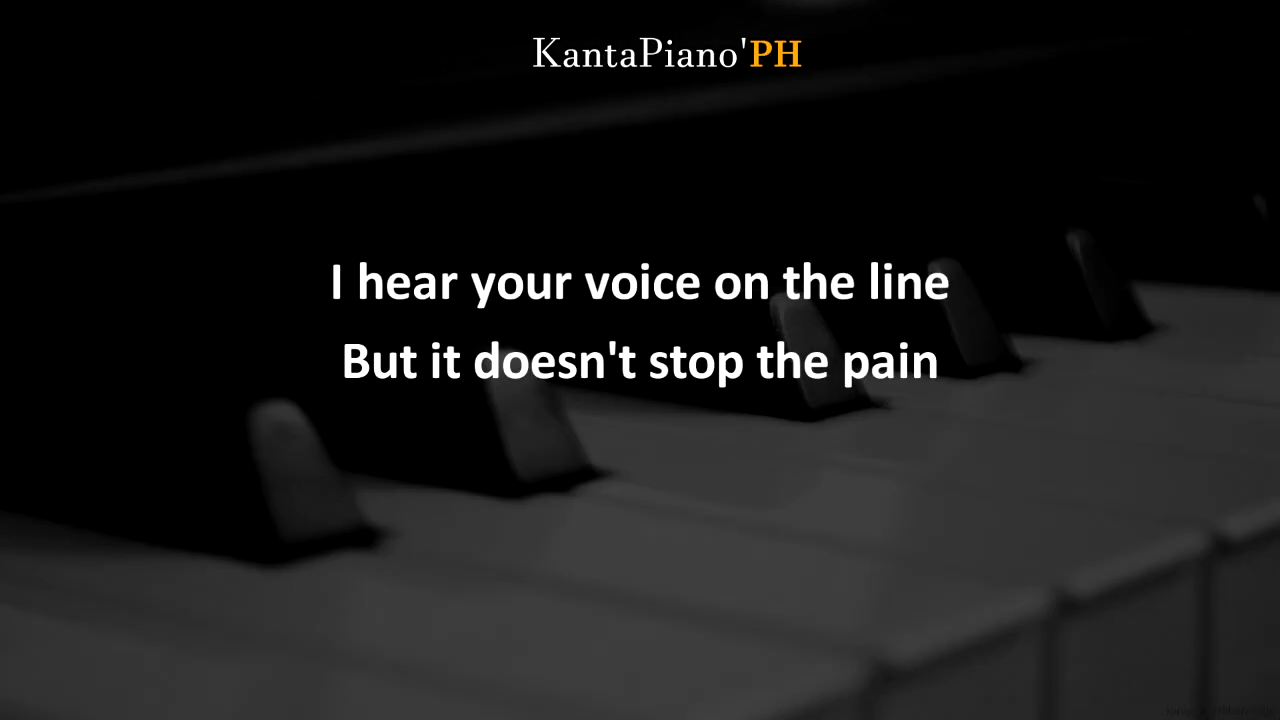 KantaPiano'PH
I hear your voice on the line
But it doesn't stop the pain